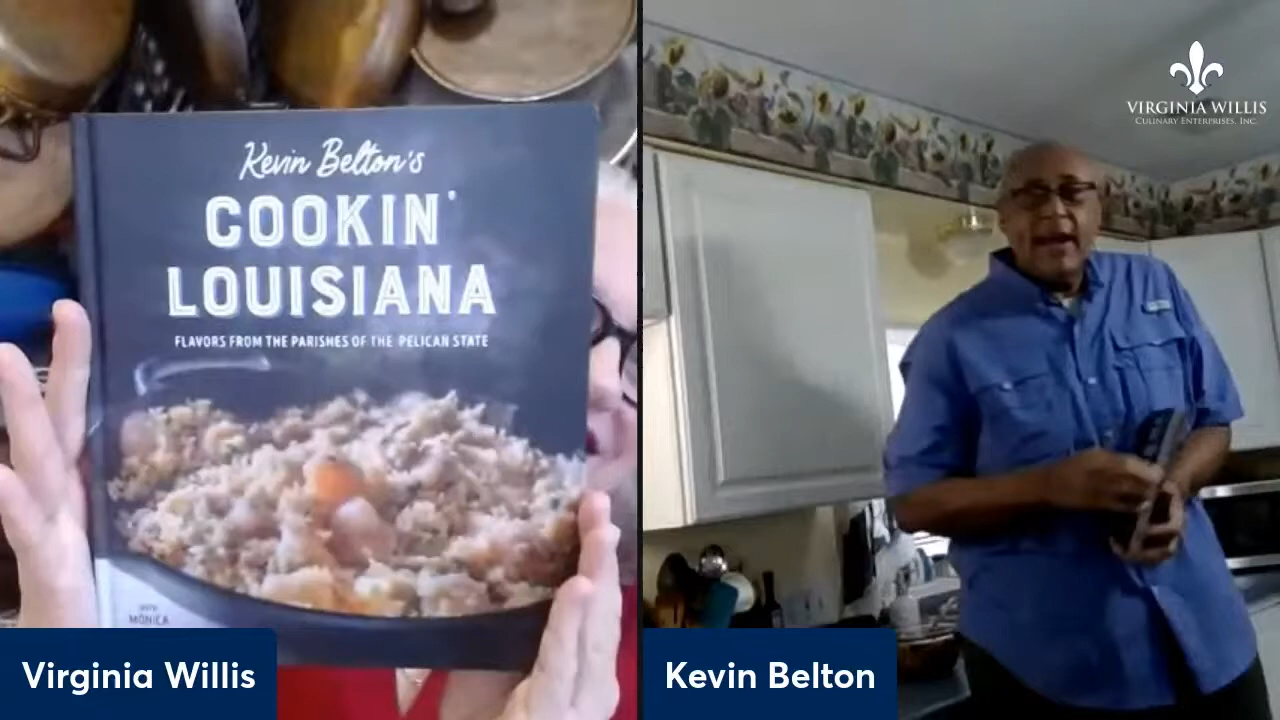 Kevin Belton's
COOKIN'
LOUISIANA
FLAVORS FROM THE PARISHES OF THE PELICAN STATE
WITH
MONICA
Virginia Willis
VIRGINIA WILLIS
CULINARY ENTERPRISES, INC.
Kevin Belton